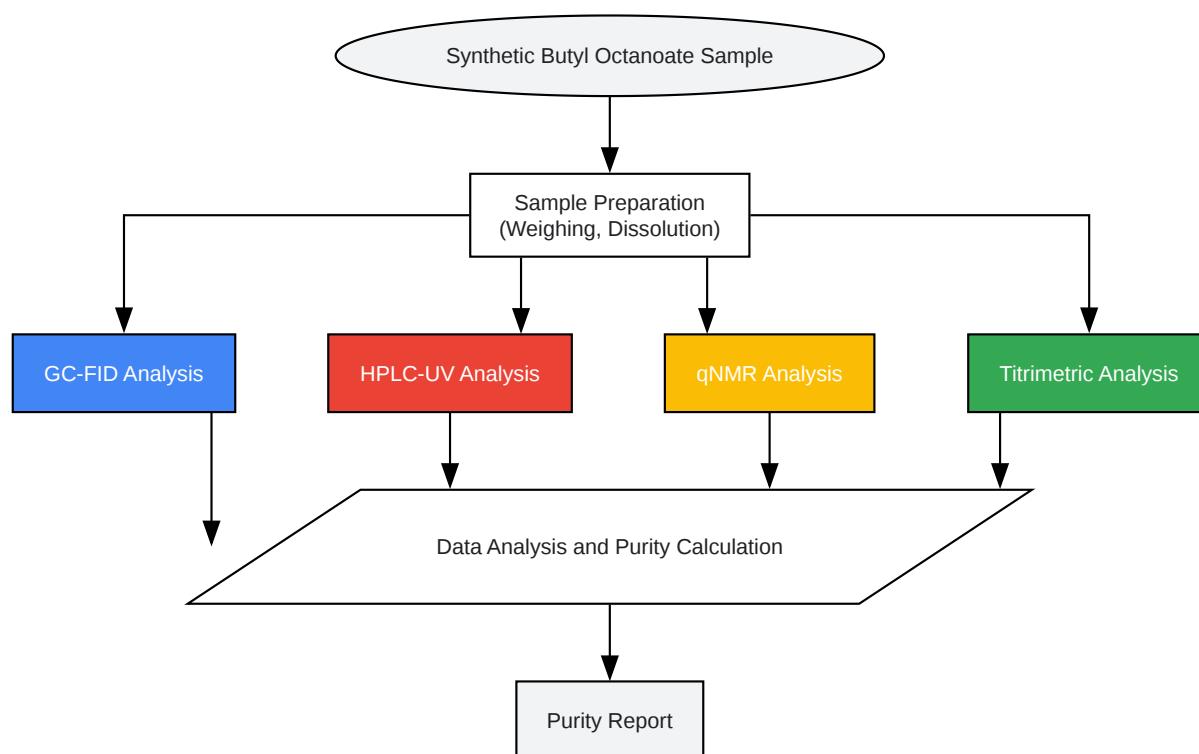 Synthetic Butyl Octanoate Sample
Sample Preparation
(Weighing, Dissolution)
GC-FID Analysis
HPLC-UV Analysis
qNMR Analysis
Titrimetric Analysis
Data Analysis and Purity Calculation
Purity Report